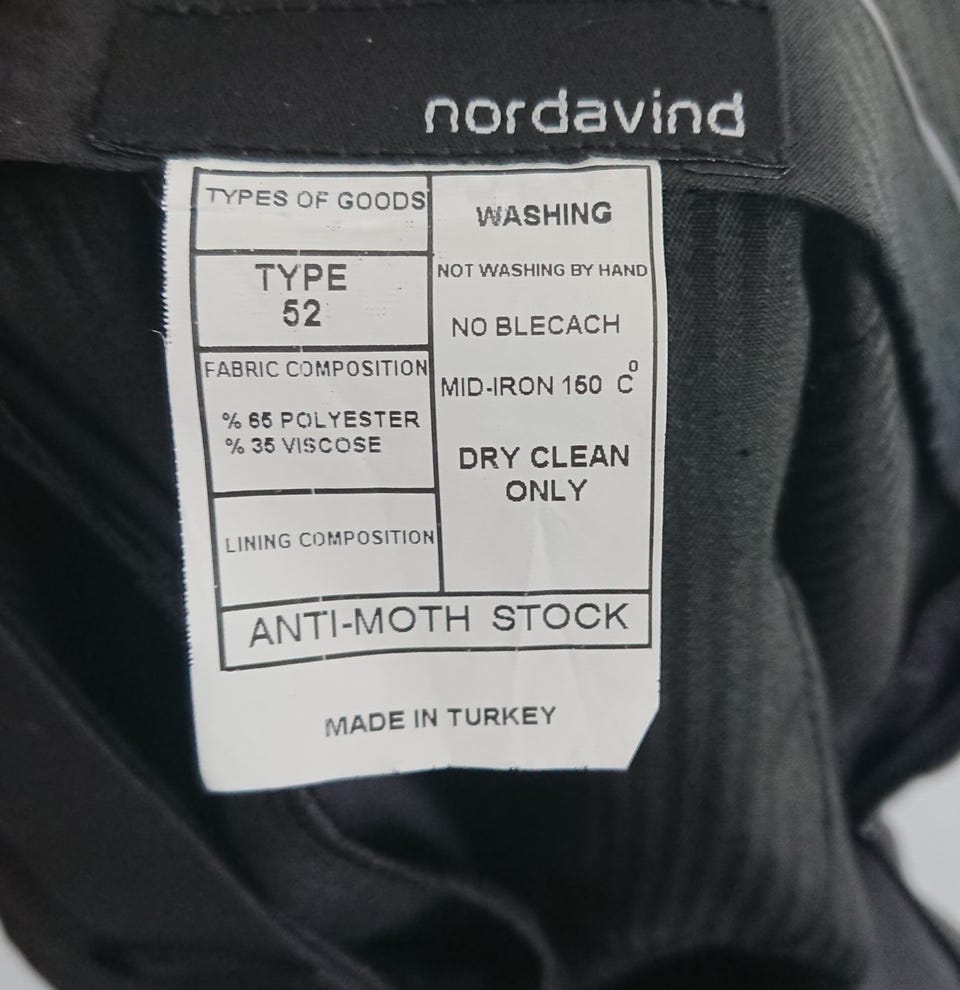 nordavind
TYPES OF GOODS
TYPE
52
FABRIC COMPOSITION
% 65 POLYESTER
% 35 VISCOSE
LINING COMPOSITION
WASHING
NOT WASHING BY HAND
NO BLECACH
MID-IRON 150 C°
DRY CLEAN
ONLY
ANTI-MOTH STOCK
MADE IN TURKEY